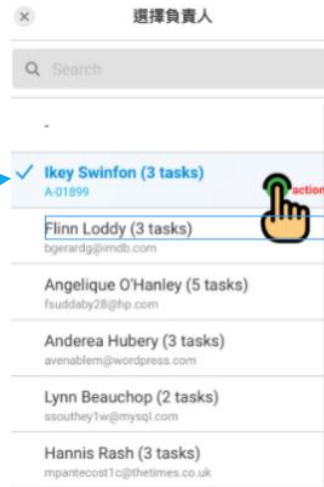 選擇負責人
Search
-
Ikey Swinfon (3 tasks)
A-01899
action
Flinn Loddy (3 tasks)
bgerardg@imdb.com
Angelique O'Hanley (5 tasks)
fsuddaby28@hp.com
Anderea Hubery (3 tasks)
avenablem@wordpress.com
Lynn Beauchop (2 tasks)
ssouthey1w@mysql.com
Hannis Rash (3 tasks)
mpantecost1c@thetimes.co.uk